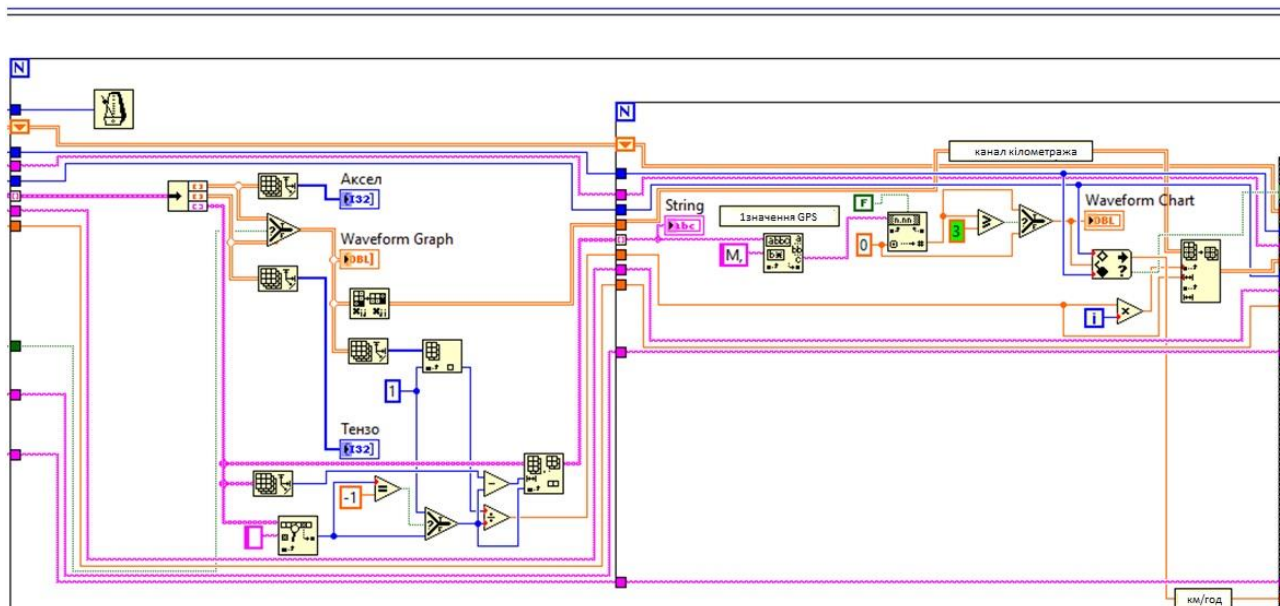 N
N
канал кілометража
Аксел
I32
String
abc
1значення GPS
F
Waveform Chart
DBL
Waveform Graph
DBL
3
0
M,
i
1
Тензо
I32
-1
км/год